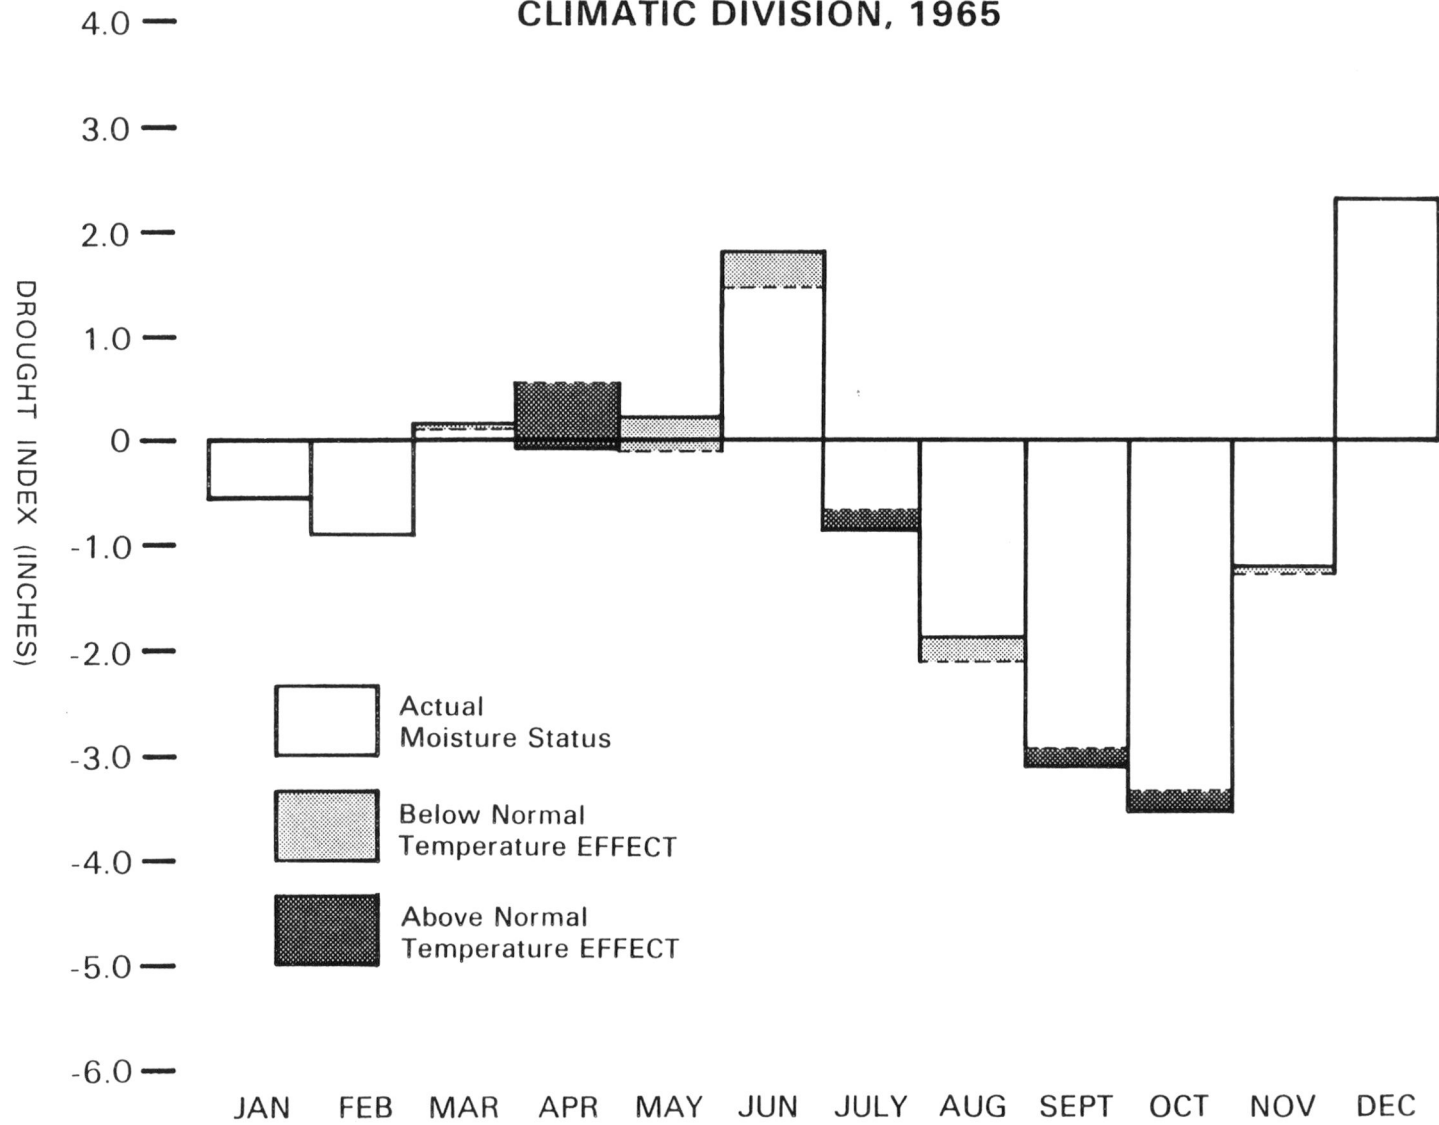 CLIMATIC DIVISION, 1965
4.0
3.0
2.0
1.0
0
-1.0
-2.0
-3.0
-4.0
-5.0
-6.0
DROUGHT INDEX (INCHES)
Actual
Moisture Status
Below Normal
Temperature EFFECT
Above Normal
Temperature EFFECT
JAN FEB MAR APR MAY JUN JULY AUG SEPT OCT NOV DEC